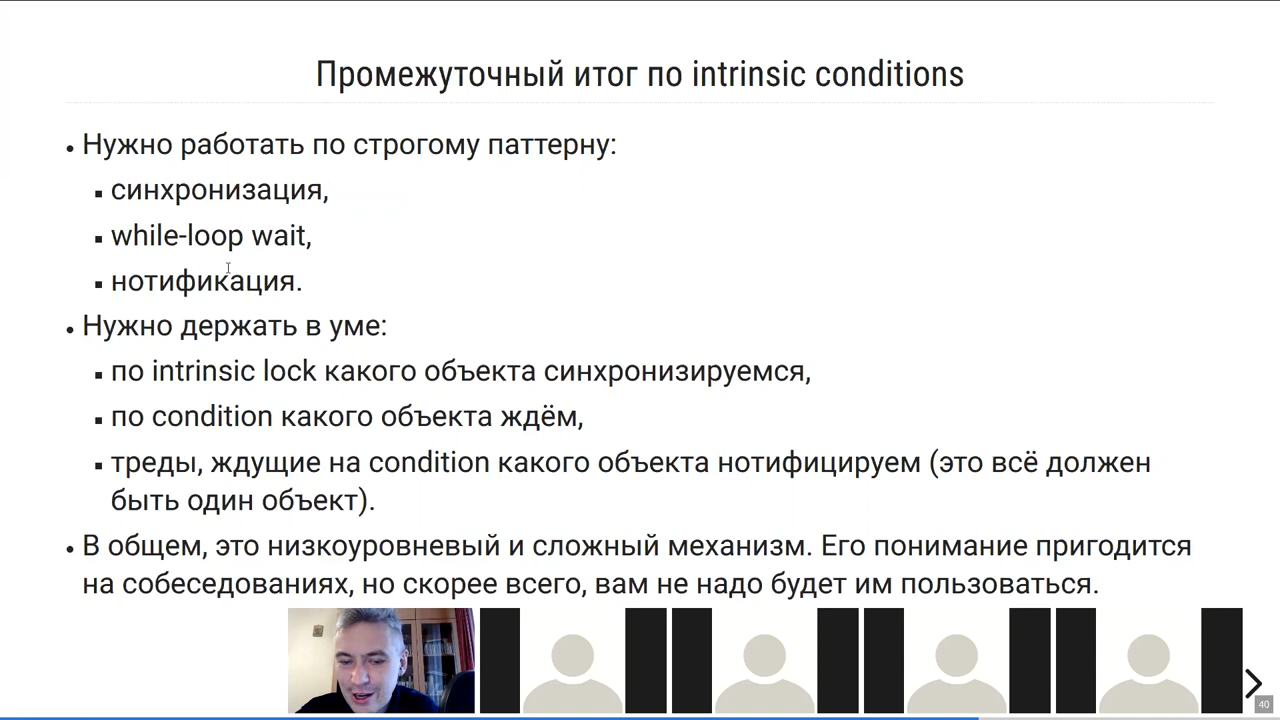 Промежуточный итог по intrinsic conditions
• Нужно работать по строгому паттерну:
▪ синхронизация,
▪ while-loop wait,
▪ нотификация.
• Нужно держать в уме:
▪ по intrinsic lock какого объекта синхронизируемся,
▪ по condition какого объекта ждём,
▪ треды, ждущие на condition какого объекта нотифицируем (это всё должен
быть один объект).
• В общем, это низкоуровневый и сложный механизм. Его понимание пригодится
на собеседованиях, но скорее всего, вам не надо будет им пользоваться.
40